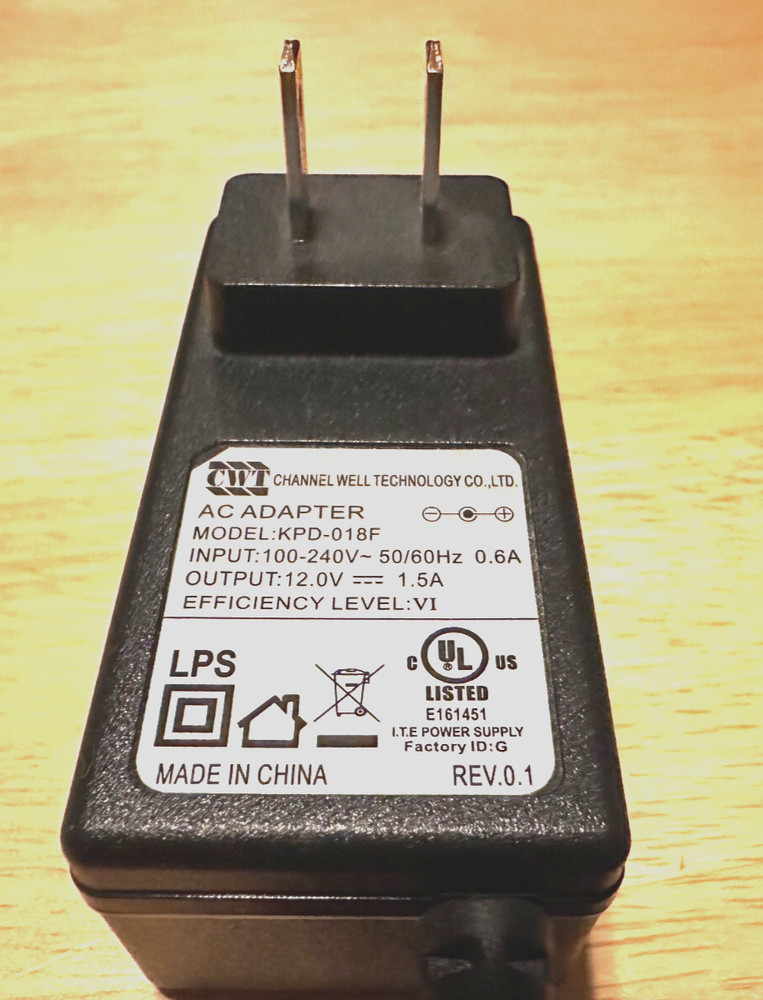 CWT CHANNEL WELL TECHNOLOGY CO.,LTD.
AC ADAPTER
MODEL:KPD-018F
INPUT:100-240V~ 50/60Hz 0.6A
OUTPUT:12.0V ⎓ 1.5A
EFFICIENCY LEVEL:VI
LPS
C UL ® US
LISTED
E161451
I.T.E POWER SUPPLY
Factory ID:G
MADE IN CHINA REV.0.1